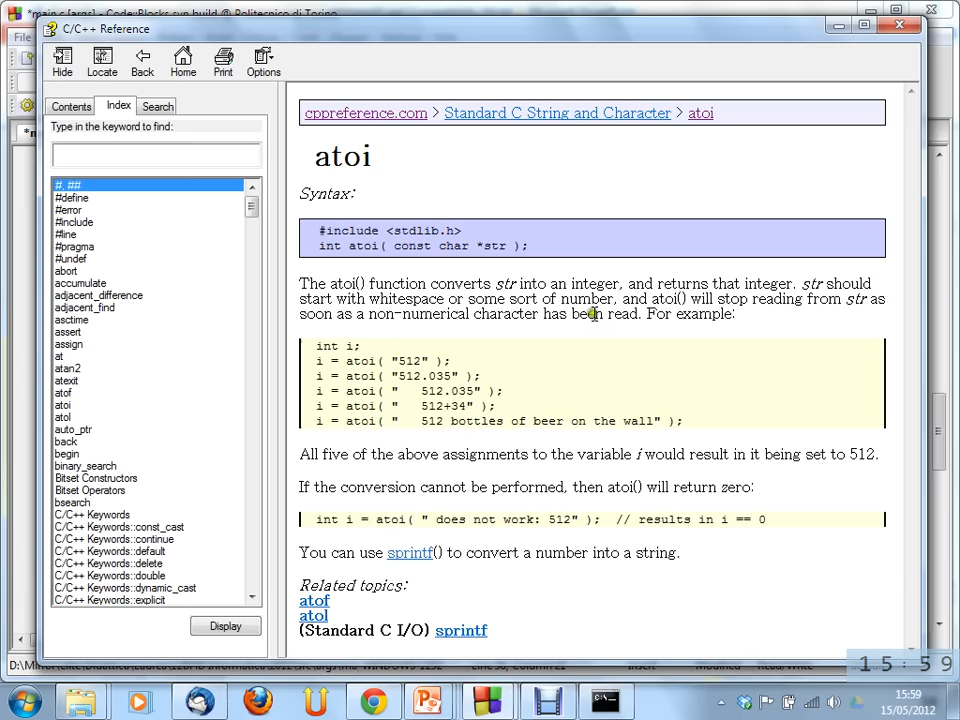 *main.c [args] - Code::Blocks svn build @ Politecnico di Torino
File
C/C++ Reference
Hide
Locate
Back
Home
Print
Options
Contents
Index
Search
Type in the keyword to find:
#, ##
#define
#error
#include
#line
#pragma
#undef
abort
accumulate
adjacent_difference
adjacent_find
asctime
assert
assign
at
atan2
atexit
atof
atoi
atol
auto_ptr
back
begin
binary_search
Bitset Constructors
Bitset Operators
bsearch
C/C++ Keywords
C/C++ Keywords::const_cast
C/C++ Keywords::continue
C/C++ Keywords::default
C/C++ Keywords::delete
C/C++ Keywords::double
C/C++ Keywords::dynamic_cast
C/C++ Keywords::explicit
Display
cppreference.com > Standard C String and Character > atoi
atoi
Syntax:
#include <stdlib.h>
int atoi( const char *str );
The atoi() function converts str into an integer, and returns that integer. str should
start with whitespace or some sort of number, and atoi() will stop reading from str as
soon as a non-numerical character has been read. For example:
int i;
i = atoi( "512" );
i = atoi( "512.035" );
i = atoi( "   512.035" );
i = atoi( "   512+34" );
i = atoi( "   512 bottles of beer on the wall" );
All five of the above assignments to the variable i would result in it being set to 512.
If the conversion cannot be performed, then atoi() will return zero:
int i = atoi( " does not work: 512" );  // results in i == 0
You can use sprintf() to convert a number into a string.
Related topics:
atof
atol
(Standard C I/O) sprintf
15:59
15:59
15/05/2012